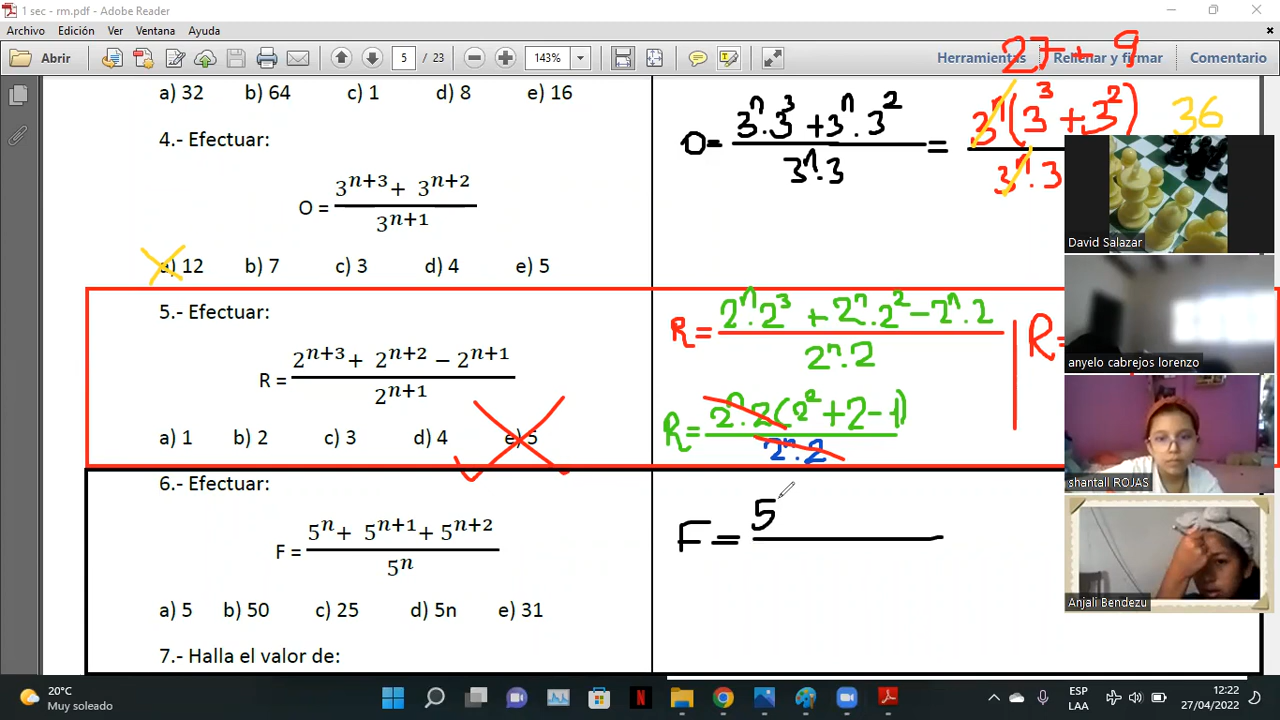 1 sec - rm.pdf - Adobe Reader
Archivo Edición Ver Ventana Ayuda
Abrir 5 / 23 143% Herramientas Rellenar y firmar Comentario
27 + 9
a) 32 b) 64 c) 1 d) 8 e) 16
4.- Efectuar:
O = (3^{n+3} + 3^{n+2}) / 3^{n+1}
a) 12 b) 7 c) 3 d) 4 e) 5
O = (3^n . 3^3 + 3^n . 3^2) / (3^n . 3) = 3^n (3^3 + 3^2) / (3^n . 3) 36
5.- Efectuar:
R = (2^{n+3} + 2^{n+2} − 2^{n+1}) / 2^{n+1}
a) 1 b) 2 c) 3 d) 4 e) 5
R = (2^n . 2^3 + 2^n . 2^2 − 2^n . 2) / (2^n . 2) | R =
R = 2^n . 2 (2^2 + 2 − 1) / (2^n . 2)
6.- Efectuar:
F = (5^n + 5^{n+1} + 5^{n+2}) / 5^n
a) 5 b) 50 c) 25 d) 5n e) 31
F = 5
7.- Halla el valor de:
David Salazar
anyelo cabrejos lorenzo
shantall ROJAS
Anjali Bendezu
20°C
Muy soleado
ESP
LAA
12:22
27/04/2022